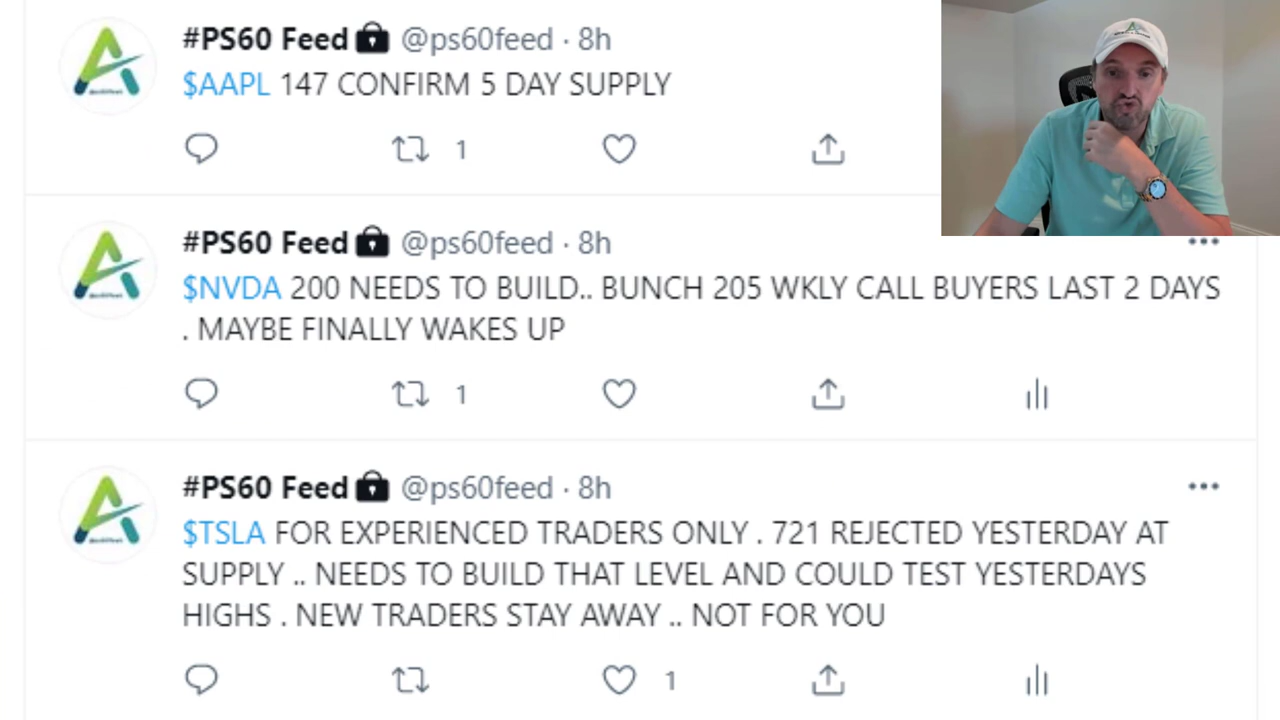 #PS60 Feed @ps60feed · 8h
$AAPL 147 CONFIRM 5 DAY SUPPLY
1
#PS60 Feed @ps60feed · 8h
$NVDA 200 NEEDS TO BUILD.. BUNCH 205 WKLY CALL BUYERS LAST 2 DAYS
. MAYBE FINALLY WAKES UP
1
#PS60 Feed @ps60feed · 8h
$TSLA FOR EXPERIENCED TRADERS ONLY . 721 REJECTED YESTERDAY AT
SUPPLY .. NEEDS TO BUILD THAT LEVEL AND COULD TEST YESTERDAYS
HIGHS . NEW TRADERS STAY AWAY .. NOT FOR YOU
1